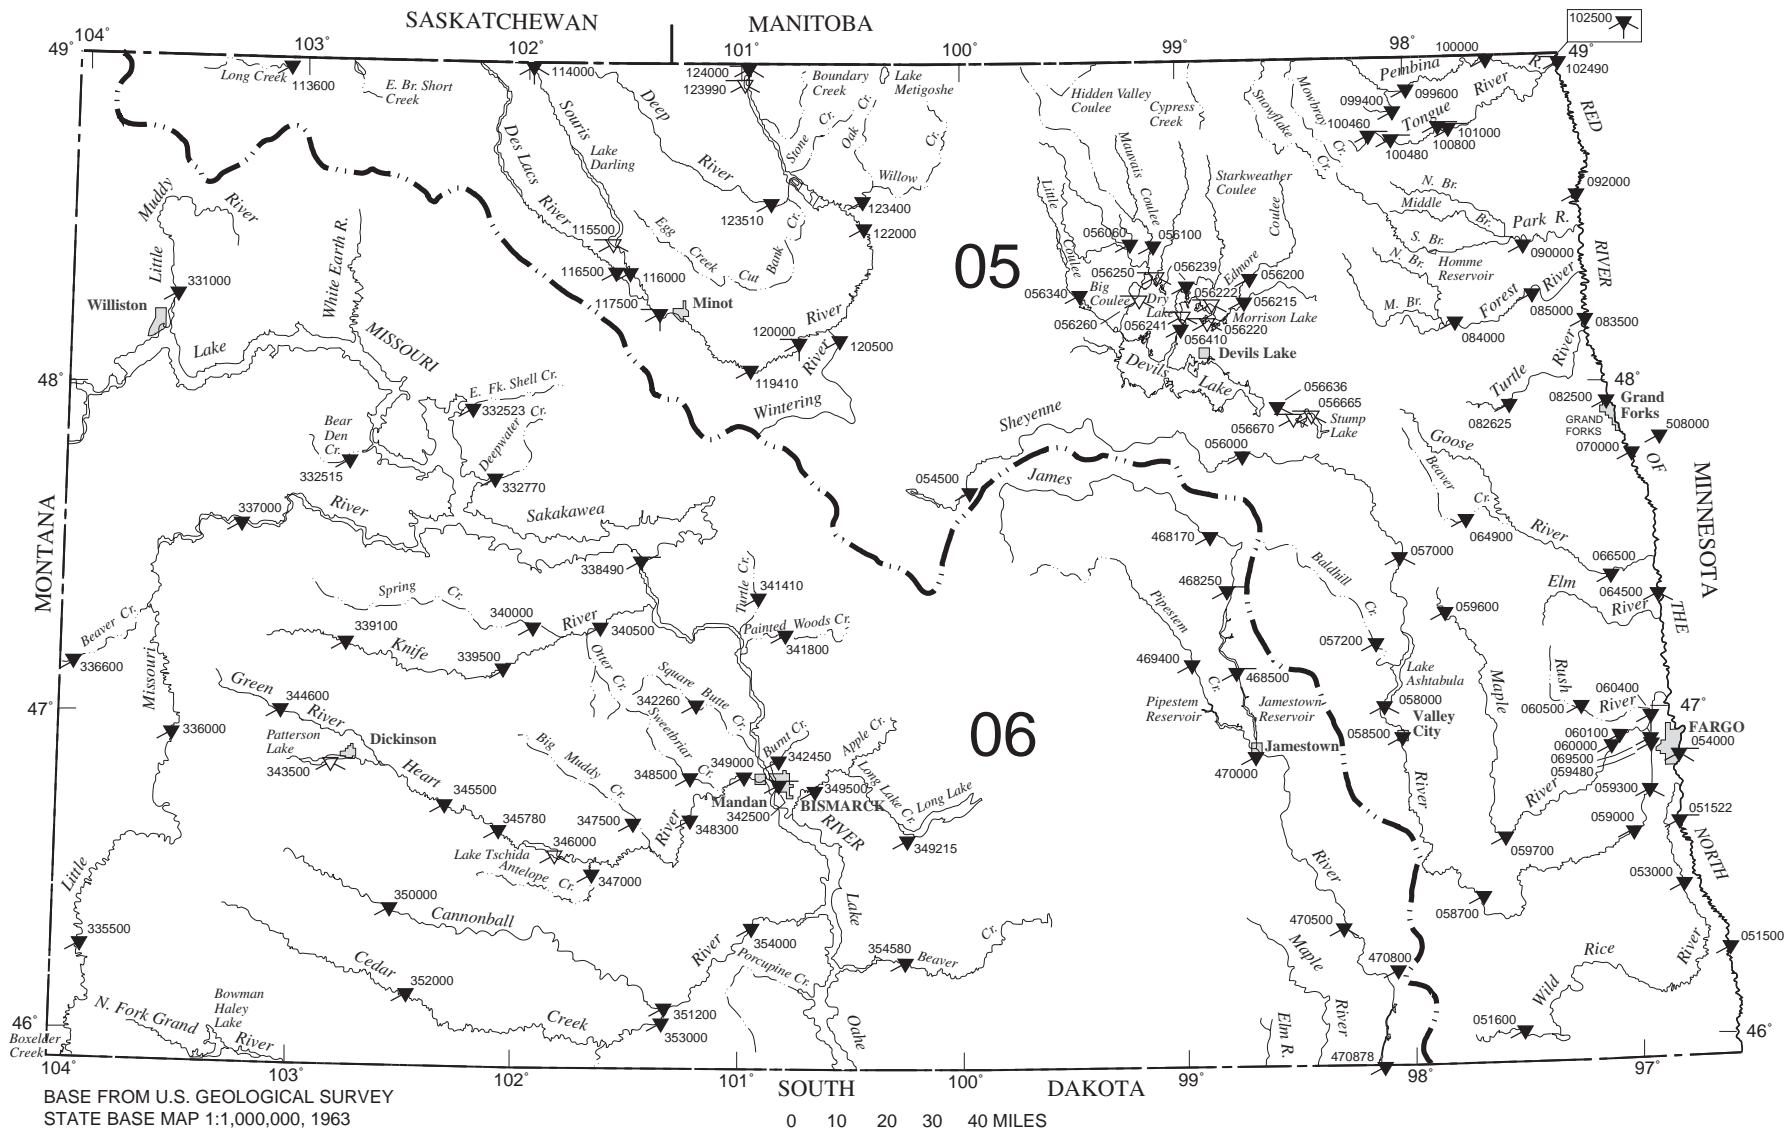 SASKATCHEWAN
MANITOBA
102500
49°
104°
103°
102°
101°
100°
99°
98°
100000
49°
102490
Long Creek
113600
E. Br. Short
Creek
114000
124000
123990
Boundary
Creek
Lake
Metigoshe
Hidden Valley
Coulee
Cypress
Creek
Snowflake
Cr.
Mowbray
Cr.
Pembina
R.
099600
099400
Tongue
River
100460
101000
100480
100800
RED
RIVER
OF
THE
NORTH
Souris
Des Lacs
River
Lake
Darling
Deep
River
Stone
Cr.
Oak
Cr.
Willow
Cr.
123510
123400
122000
115500
116500
116000
117500
Minot
Egg
Creek
Cut
Bank
Cr.
05
Little
Coulee
Mauvais
Coulee
Starkweather
Coulee
Edmore
Coulee
056060
056100
056250
056239
056200
056340
Big
Coulee
Dry
Lake
056222
056215
Morrison Lake
056260
056241
056220
056410
Devils Lake
Devils
Lake
N. Br.
Middle
Br.
Park R.
092000
S. Br.
090000
Homme
Reservoir
N. Br.
M. Br.
Forest
River
085000
084000
083500
Turtle
River
48°
082500
Grand
Forks
GRAND
FORKS
082625
508000
070000
Little
Muddy
River
331000
Williston
White Earth R.
Lake
MISSOURI
48°
120000
River
120500
119410
River
Wintering
E. Fk. Shell Cr.
332523
Bear
Den
Cr.
332515
Deepwater
Cr.
332770
337000
River
Sakakawea
056636
056665
056670
Stump
Lake
Sheyenne
056000
054500
James
Goose
Beaver
Cr.
064900
River
066500
MINNESOTA
MONTANA
338490
468170
057000
Baldhill
Cr.
Elm
River
064500
Spring
Cr.
340000
River
340500
Turtle Cr.
341410
Painted Woods Cr.
341800
468250
Pipestem
Cr.
059600
Beaver Cr.
336600
339100
Knife
339500
Otter
Cr.
Square
Butte
Cr.
342260
469400
468500
057200
Lake
Ashtabula
Maple
Rush
River
060400
Missouri
336000
Green
River
344600
47°
Patterson
Lake
343500
Dickinson
Sweetbriar
Cr.
Burnt Cr.
342450
Apple Cr.
06
Pipestem
Reservoir
Jamestown
Reservoir
Jamestown
470000
058000
Valley
City
058500
060500
47°
FARGO
060100
060000
054000
069500
059480
Heart
Big
Muddy
Cr.
349000
348500
Mandan
BISMARCK
349500
342500
Long Lake Cr.
Long Lake
RIVER
349215
345500
345780
347500
River
348300
346000
Lake Tschida
Antelope Cr.
347000
River
River
059300
051522
059000
059700
053000
Little
350000
Cannonball
River
Lake
470500
058700
335500
354000
354580
Beaver
Cr.
Maple
River
470800
Rice
River
051500
Cedar
Creek
352000
Porcupine Cr.
351200
353000
Oahe
Wild
N. Fork Grand
River
Bowman
Haley
Lake
46°
Boxelder
Creek
Elm R.
River
051600
46°
470878
104°
103°
102°
101°
100°
99°
98°
97°
SOUTH
DAKOTA
BASE FROM U.S. GEOLOGICAL SURVEY
STATE BASE MAP 1:1,000,000, 1963
0 10 20 30 40 MILES